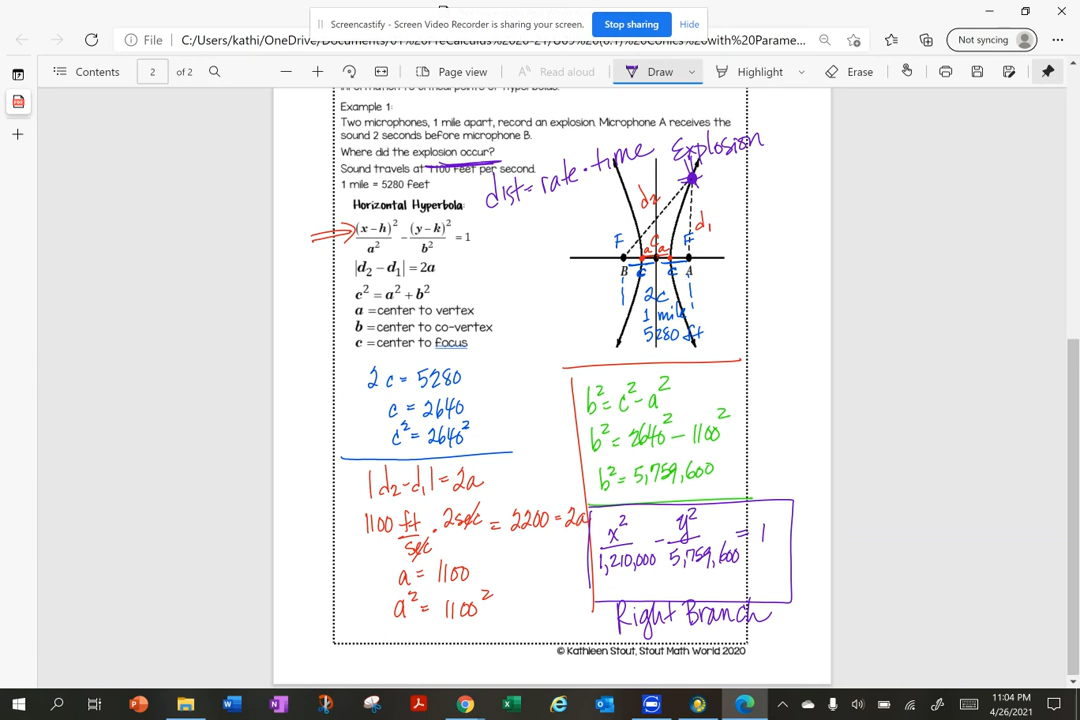 Screencastify - Screen Video Recorder is sharing your screen.
Stop sharing
Hide
File
C:/Users/kathi/OneDrive/Documents/01
Not syncing
Contents
2
of 2
Page view
Read aloud
Draw
Highlight
Erase
information to critical points of hyperbolas.
Example 1:
Two microphones, 1 mile apart, record an explosion. Microphone A receives the
sound 2 seconds before microphone B.
Where did the explosion occur?
Sound travels at 1100 Feet per second.
1 mile = 5280 feet
dist = rate · time
Explosion
Horizontal Hyperbola:
(x−h)²/a² − (y−k)²/b² = 1
|d₂ − d₁| = 2a
c² = a² + b²
a =center to vertex
b =center to co-vertex
c =center to focus
d₂
d₁
F C F
a a
B c c A
2c
1 mile
5280 ft
2c = 5280
c = 2640
c² = 2640²
|d₂−d₁| = 2a
1100 ft/sec · 2sec = 2200 = 2a
a = 1100
a² = 1100²
b² = c² − a²
b² = 2640² − 1100²
b² = 5,759,600
x²/1,210,000 − y²/5,759,600 = 1
Right Branch
© Kathleen Stout, Stout Math World 2020
11:04 PM
4/26/2021